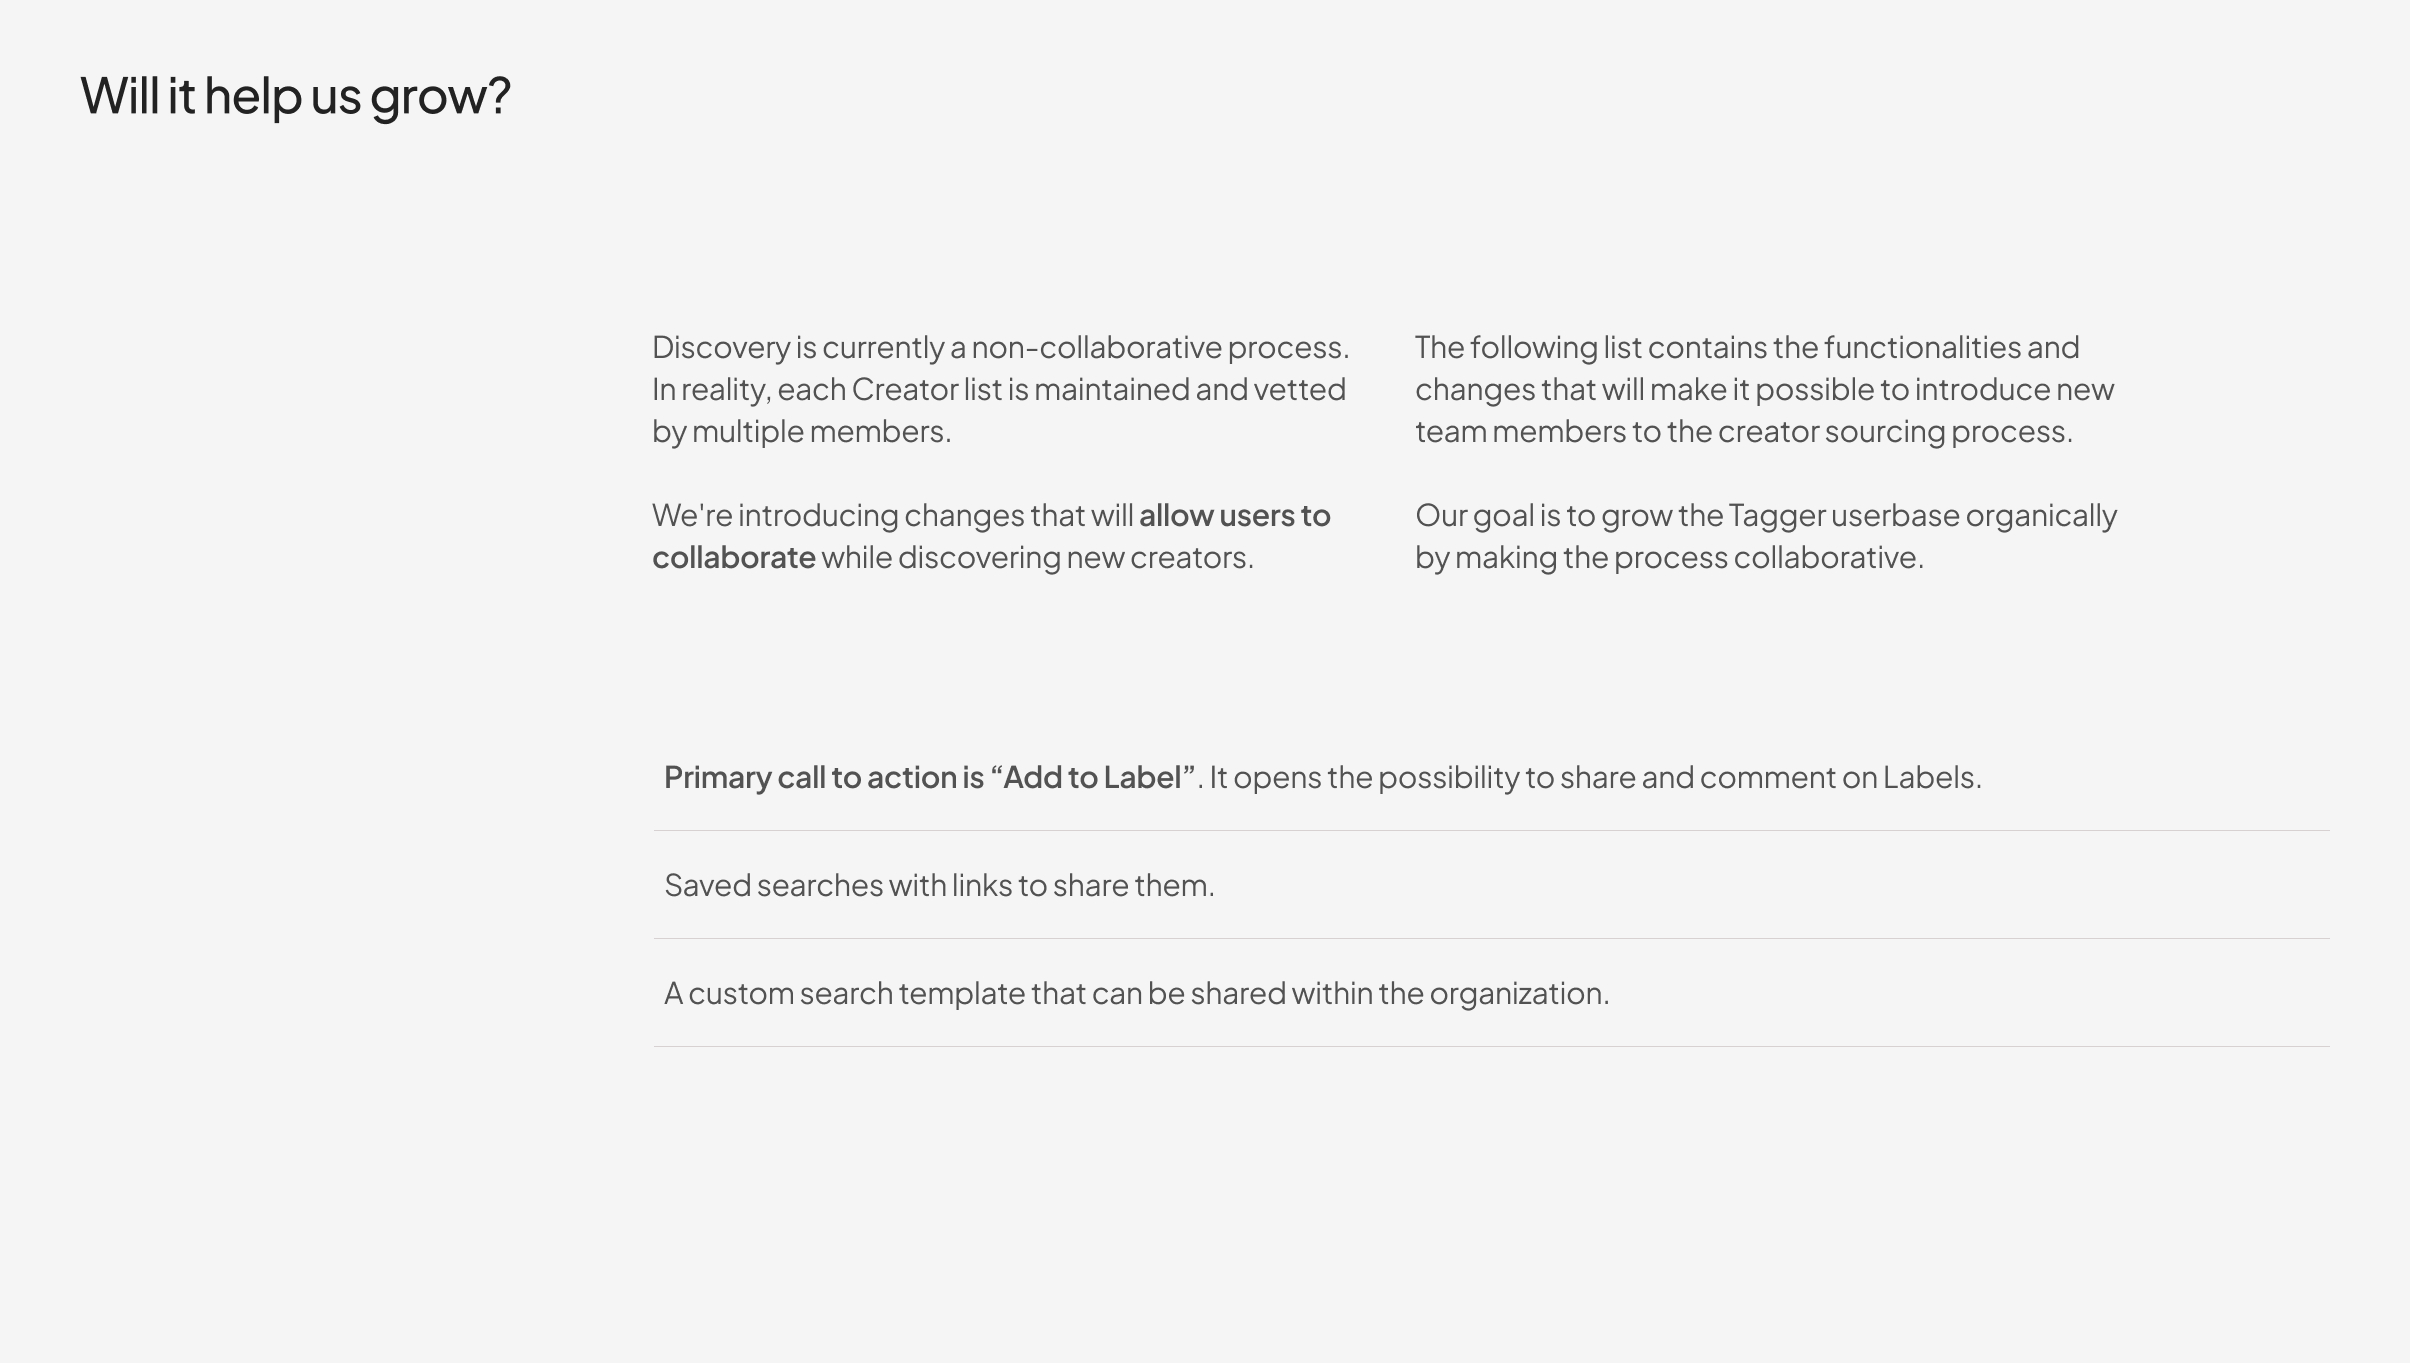 Will it help us grow?
Discovery is currently a non-collaborative process.
In reality, each Creator list is maintained and vetted
by multiple members.
We're introducing changes that will allow users to
collaborate while discovering new creators.
The following list contains the functionalities and
changes that will make it possible to introduce new
team members to the creator sourcing process.
Our goal is to grow the Tagger userbase organically
by making the process collaborative.
Primary call to action is “Add to Label”. It opens the possibility to share and comment on Labels.
Saved searches with links to share them.
A custom search template that can be shared within the organization.